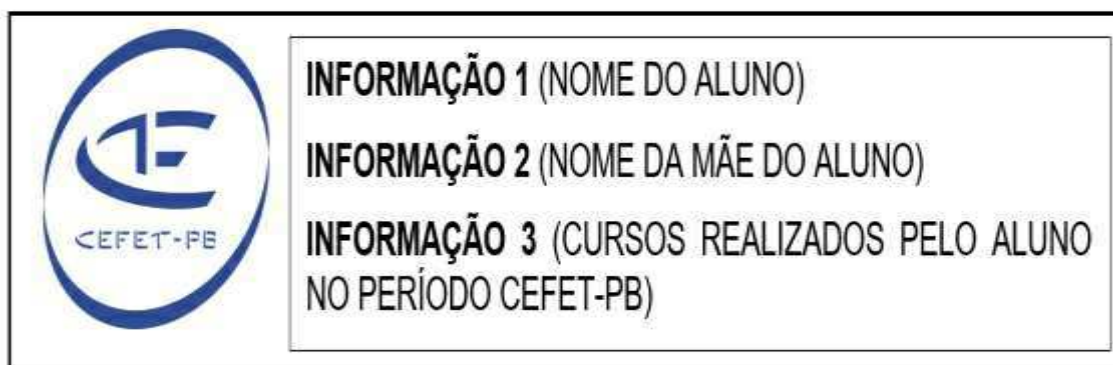 CEFET-PB
INFORMAÇÃO 1 (NOME DO ALUNO)
INFORMAÇÃO 2 (NOME DA MÃE DO ALUNO)
INFORMAÇÃO 3 (CURSOS REALIZADOS PELO ALUNO
NO PERÍODO CEFET-PB)